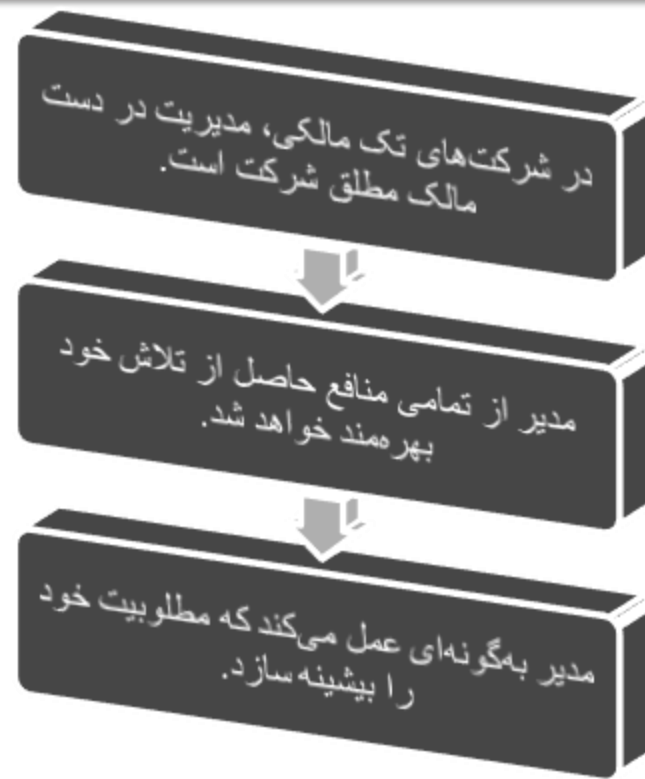 در شرکت‌های تک مالکی، مدیریت در دست
مالک مطلق شرکت است.
مدیر از تمامی منافع حاصل از تلاش خود
بهره‌مند خواهد شد.
مدیر به‌گونه‌ای عمل می‌کند که مطلوبیت خود
را بیشینه سازد.